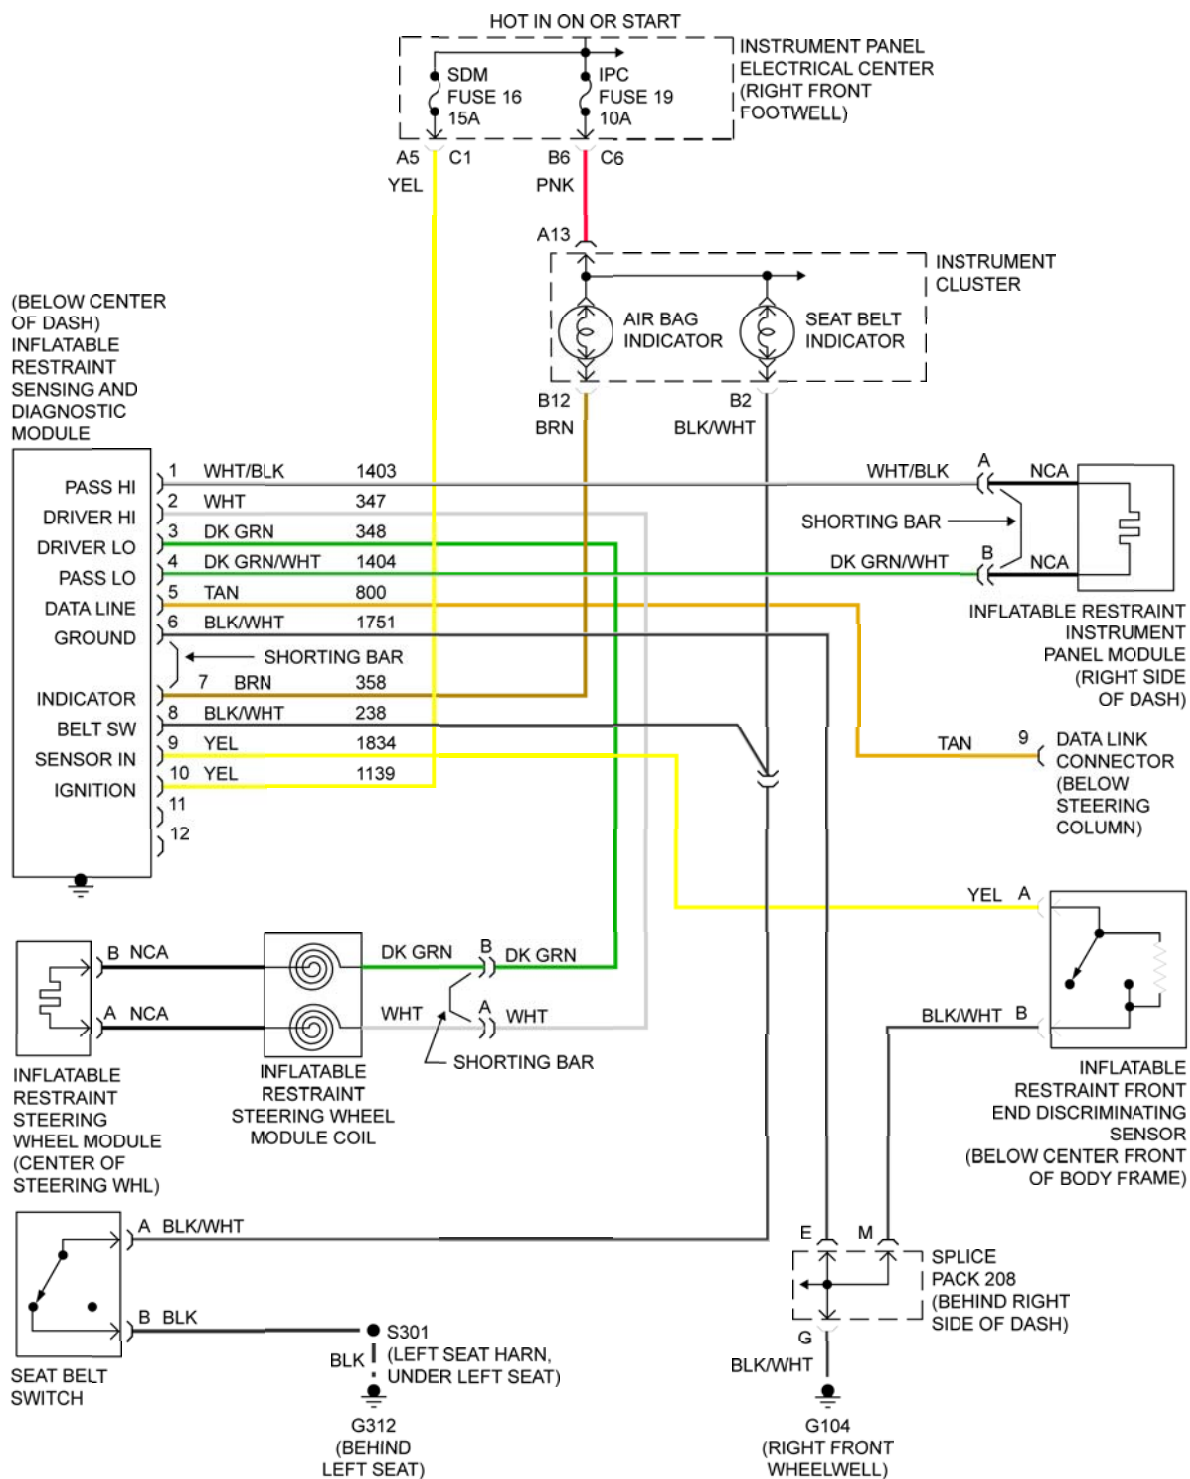 HOT IN ON OR START
INSTRUMENT PANEL
ELECTRICAL CENTER
(RIGHT FRONT
FOOTWELL)
SDM
FUSE 16
15A
IPC
FUSE 19
10A
A5 C1
B6 C6
YEL
PNK
A13
INSTRUMENT
CLUSTER
AIR BAG
INDICATOR
SEAT BELT
INDICATOR
B12
BRN
B2
BLK/WHT
(BELOW CENTER
OF DASH)
INFLATABLE
RESTRAINT
SENSING AND
DIAGNOSTIC
MODULE
PASS HI 1 WHT/BLK 1403
DRIVER HI 2 WHT 347
DRIVER LO 3 DK GRN 348
PASS LO 4 DK GRN/WHT 1404
DATA LINE 5 TAN 800
GROUND 6 BLK/WHT 1751
SHORTING BAR
INDICATOR 7 BRN 358
BELT SW 8 BLK/WHT 238
SENSOR IN 9 YEL 1834
IGNITION 10 YEL 1139
11
12
WHT/BLK A NCA
SHORTING BAR
DK GRN/WHT B NCA
INFLATABLE RESTRAINT
INSTRUMENT
PANEL MODULE
(RIGHT SIDE
OF DASH)
TAN 9
DATA LINK
CONNECTOR
(BELOW
STEERING
COLUMN)
YEL A
BLK/WHT B
INFLATABLE
RESTRAINT FRONT
END DISCRIMINATING
SENSOR
(BELOW CENTER FRONT
OF BODY FRAME)
B NCA
A NCA
DK GRN B DK GRN
WHT A WHT
SHORTING BAR
INFLATABLE
RESTRAINT
STEERING
WHEEL MODULE
(CENTER OF
STEERING WHL)
INFLATABLE
RESTRAINT
STEERING WHEEL
MODULE COIL
A BLK/WHT
B BLK
SEAT BELT
SWITCH
S301
(LEFT SEAT HARN,
UNDER LEFT SEAT)
BLK
G312
(BEHIND
LEFT SEAT)
E M
SPLICE
PACK 208
(BEHIND RIGHT
SIDE OF DASH)
G
BLK/WHT
G104
(RIGHT FRONT
WHEELWELL)